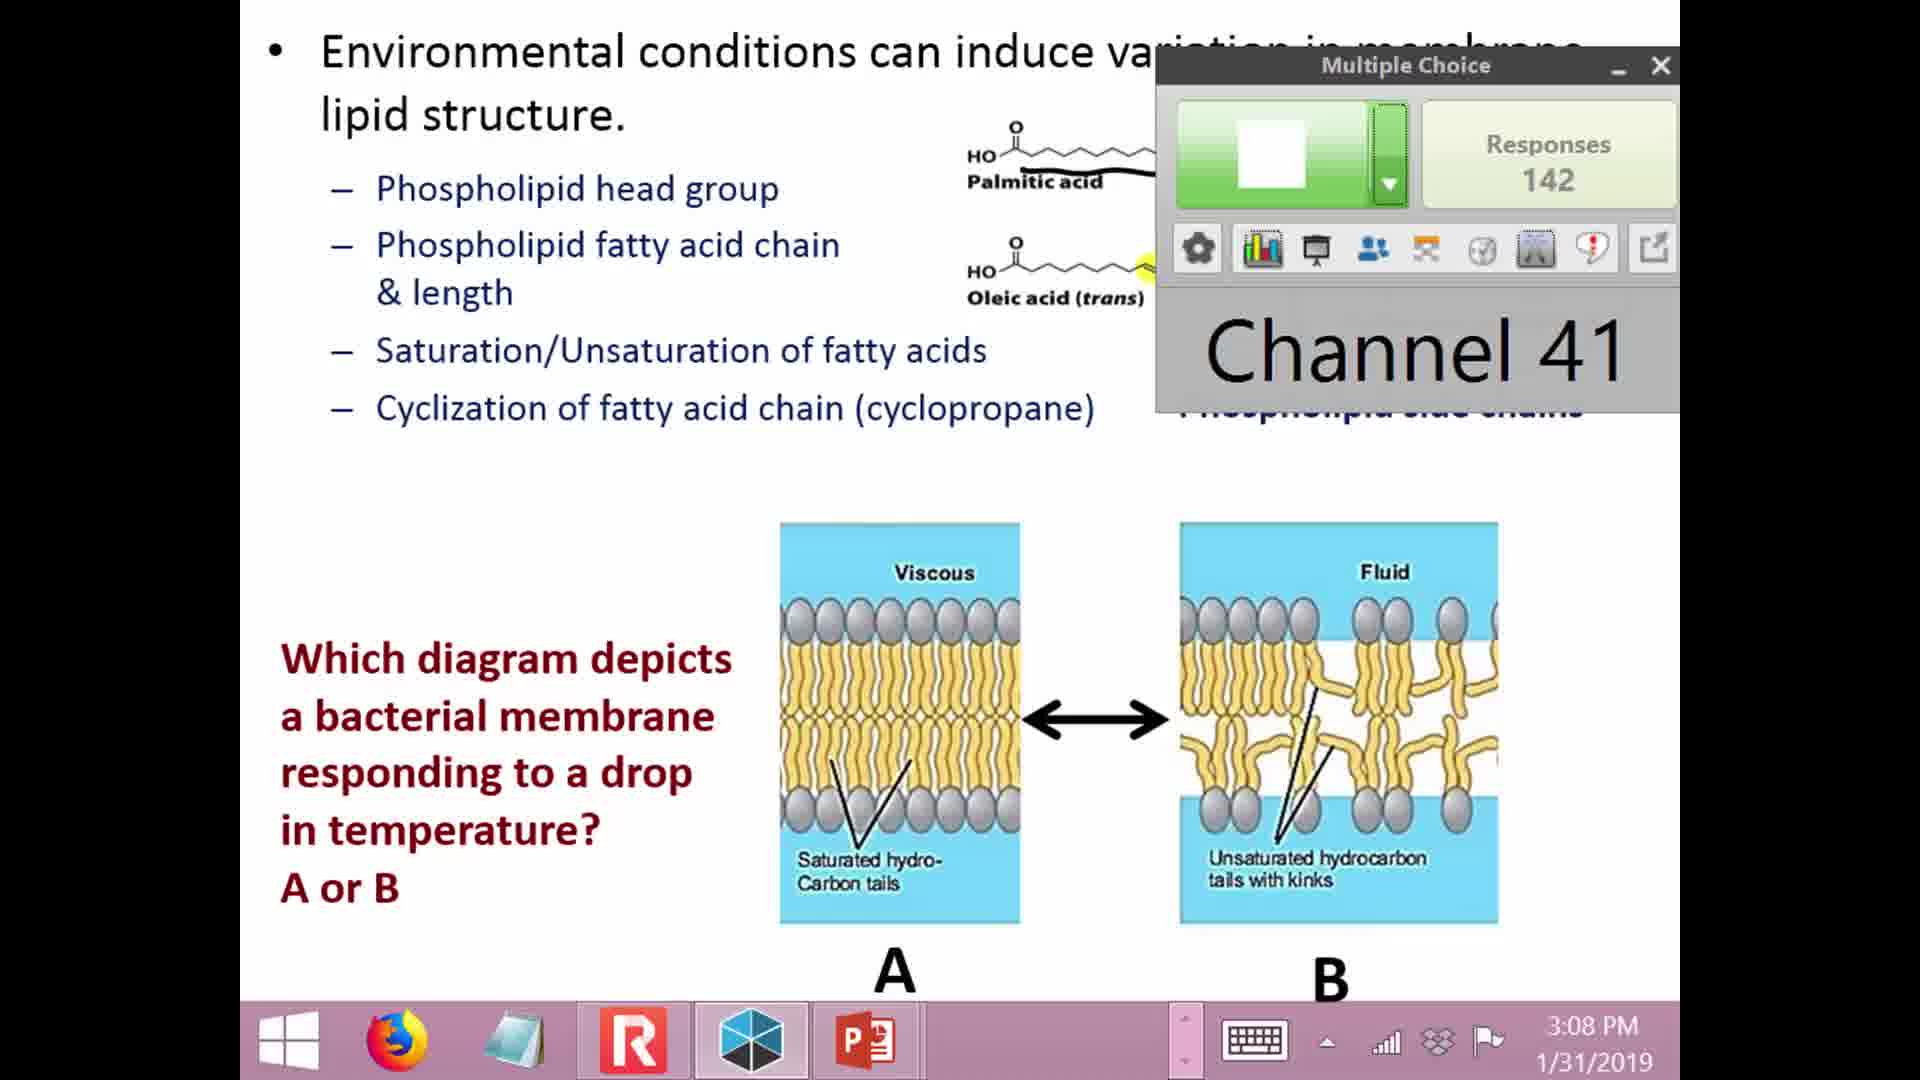 • Environmental conditions can induce
lipid structure.
– Phospholipid head group
– Phospholipid fatty acid chain
& length
– Saturation/Unsaturation of fatty acids
– Cyclization of fatty acid chain (cyclopropane)
O
HO
Palmitic acid
O
HO
Oleic acid (trans)
Multiple Choice
Responses
142
Channel 41
Phospholipid side chains
Which diagram depicts
a bacterial membrane
responding to a drop
in temperature?
A or B
Viscous
Saturated hydro-
Carbon tails
A
Fluid
Unsaturated hydrocarbon
tails with kinks
B
3:08 PM
1/31/2019